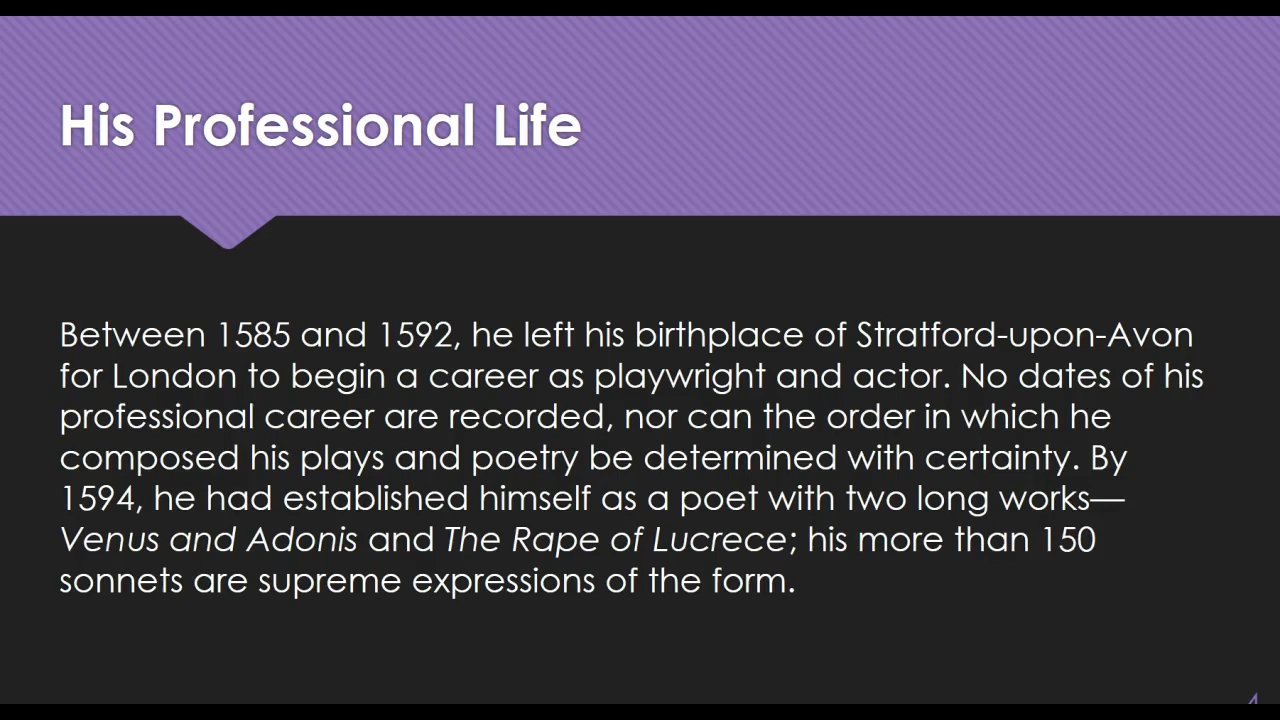 His Professional Life
Between 1585 and 1592, he left his birthplace of Stratford-upon-Avon
for London to begin a career as playwright and actor. No dates of his
professional career are recorded, nor can the order in which he
composed his plays and poetry be determined with certainty. By
1594, he had established himself as a poet with two long works—
Venus and Adonis and The Rape of Lucrece; his more than 150
sonnets are supreme expressions of the form.
4